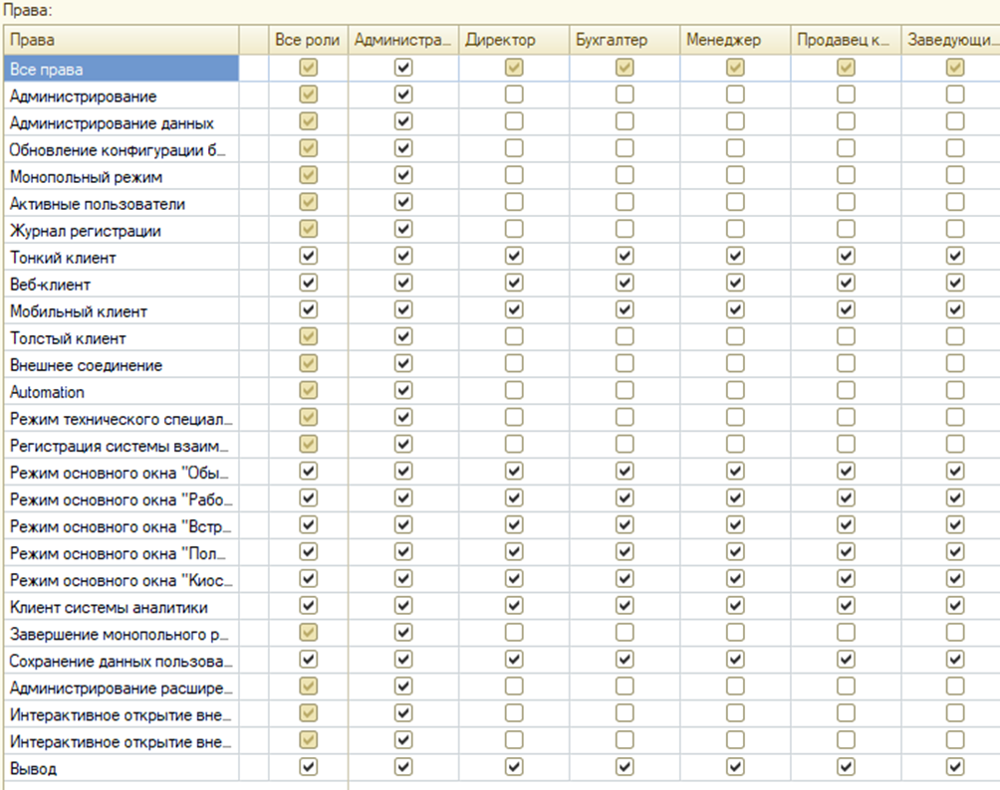 Права:
Права Все роли Администра... Директор Бухгалтер Менеджер Продавец к... Заведующи...
Все права
Администрирование
Администрирование данных
Обновление конфигурации б...
Монопольный режим
Активные пользователи
Журнал регистрации
Тонкий клиент
Веб-клиент
Мобильный клиент
Толстый клиент
Внешнее соединение
Automation
Режим технического специал...
Регистрация системы взаим...
Режим основного окна "Обы...
Режим основного окна "Рабо...
Режим основного окна "Встр...
Режим основного окна "Пол...
Режим основного окна "Киос...
Клиент системы аналитики
Завершение монопольного р...
Сохранение данных пользова...
Администрирование расшире...
Интерактивное открытие вне...
Интерактивное открытие вне...
Вывод